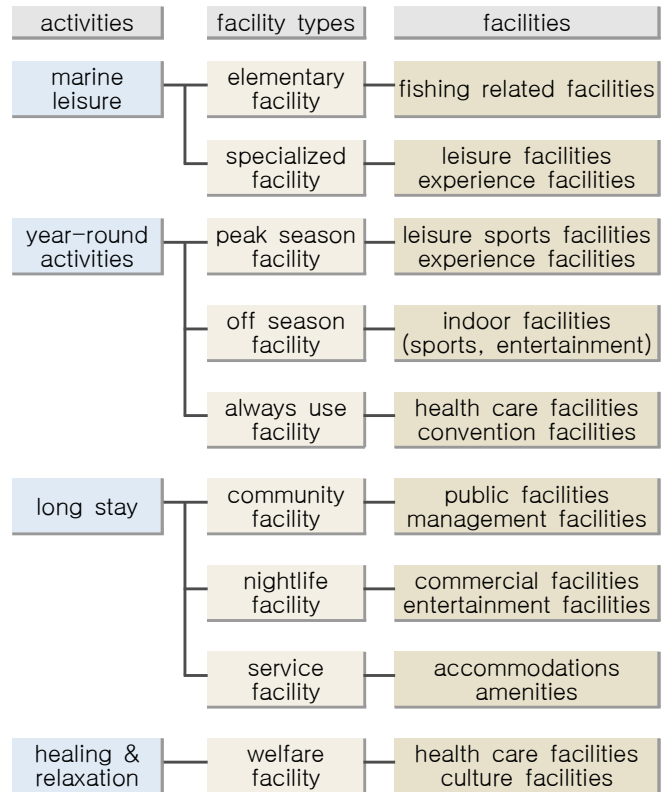 activities facility types facilities
marine leisure
elementary facility
fishing related facilities
specialized facility
leisure facilities
experience facilities
year-round activities
peak season facility
leisure sports facilities
experience facilities
off season facility
indoor facilities
(sports, entertainment)
always use facility
health care facilities
convention facilities
long stay
community facility
public facilities
management facilities
nightlife facility
commercial facilities
entertainment facilities
service facility
accommodations
amenities
healing & relaxation
welfare facility
health care facilities
culture facilities